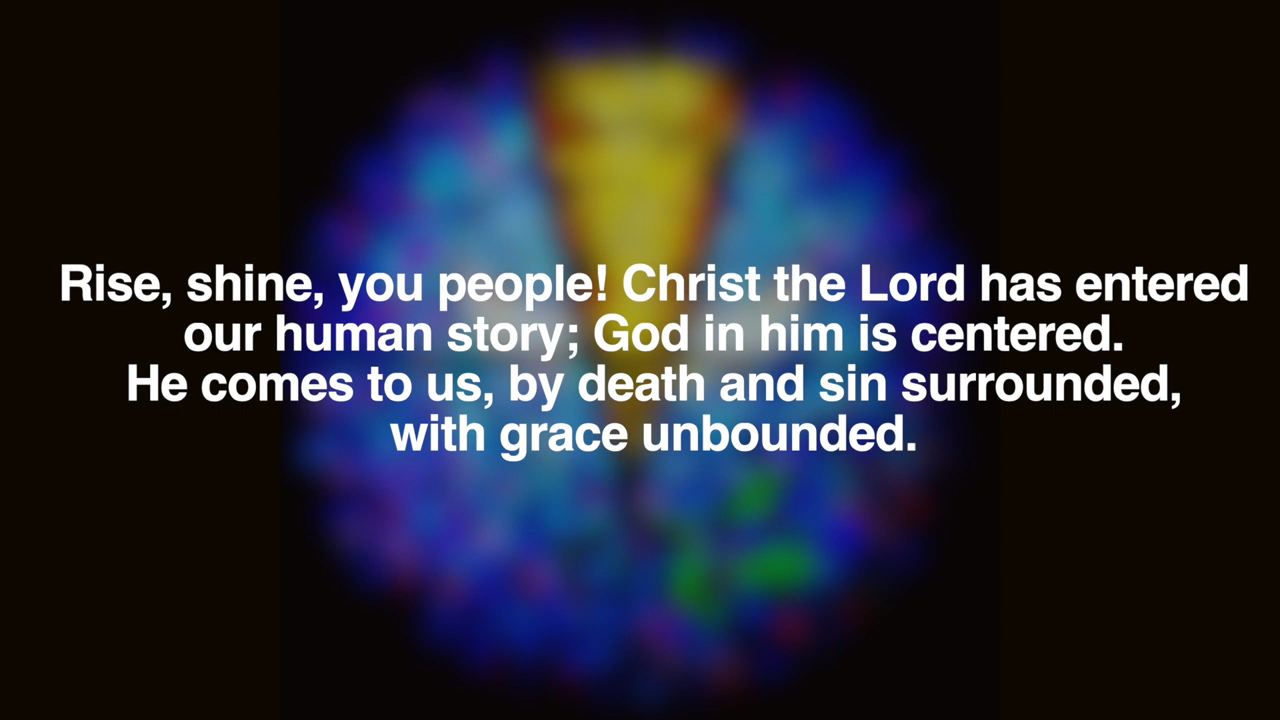 Rise, shine, you people! Christ the Lord has entered
our human story; God in him is centered.
He comes to us, by death and sin surrounded,
with grace unbounded.